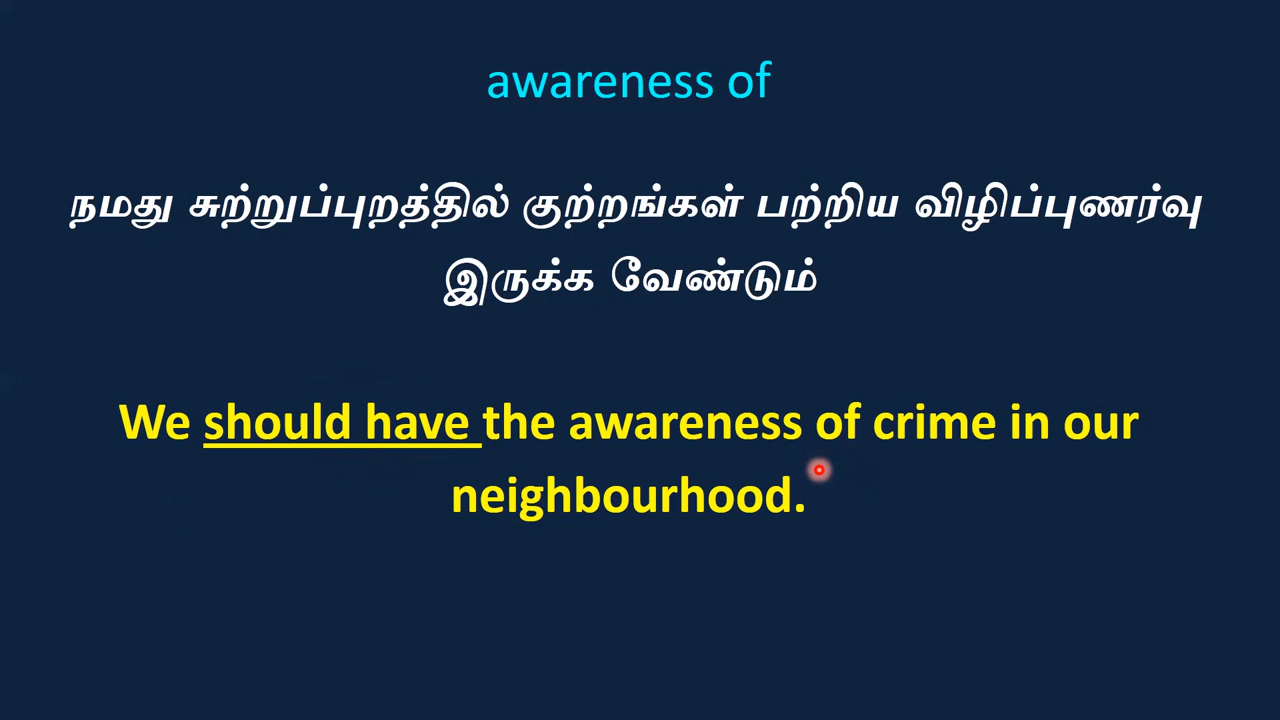 awareness of
நமது சுற்றுப்புறத்தில் குற்றங்கள் பற்றிய விழிப்புணர்வு
இருக்க வேண்டும்
We should have the awareness of crime in our
neighbourhood.